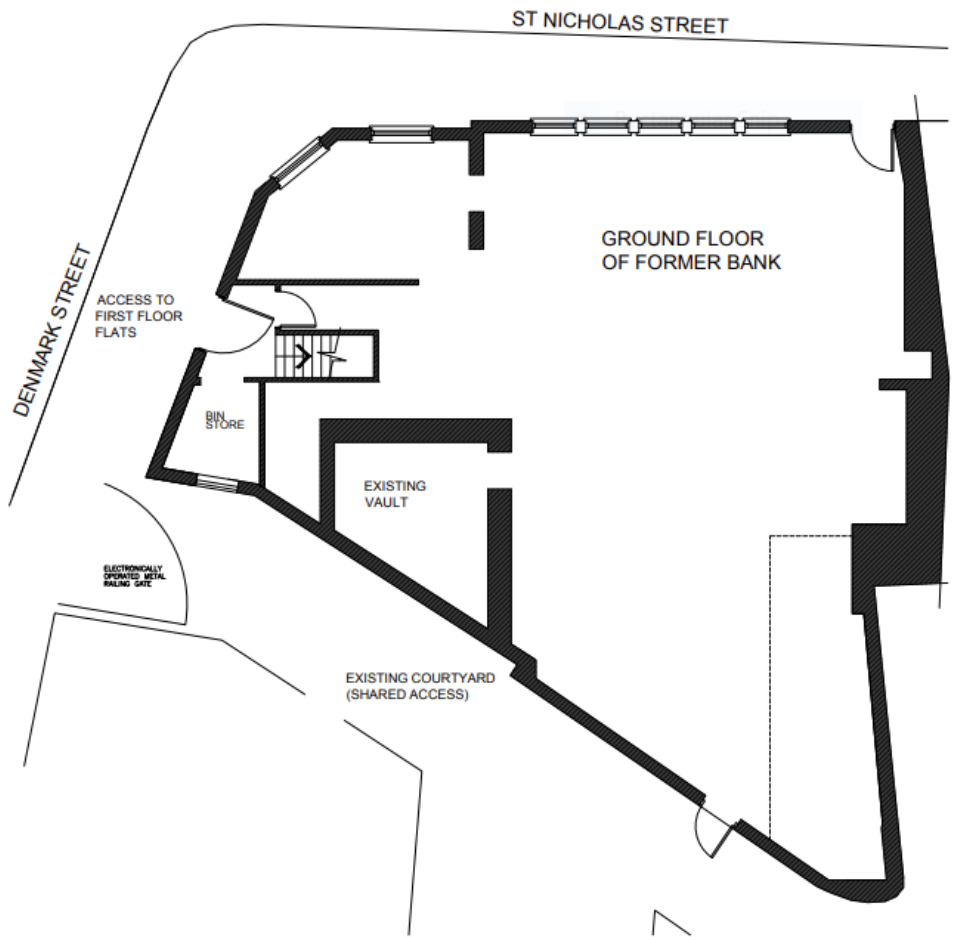 ST NICHOLAS STREET
GROUND FLOOR
OF FORMER BANK
DENMARK STREET
ACCESS TO
FIRST FLOOR
FLATS
BIN
STORE
EXISTING
VAULT
ELECTRONICALLY
OPERATED METAL
RAILING GATE
EXISTING COURTYARD
(SHARED ACCESS)